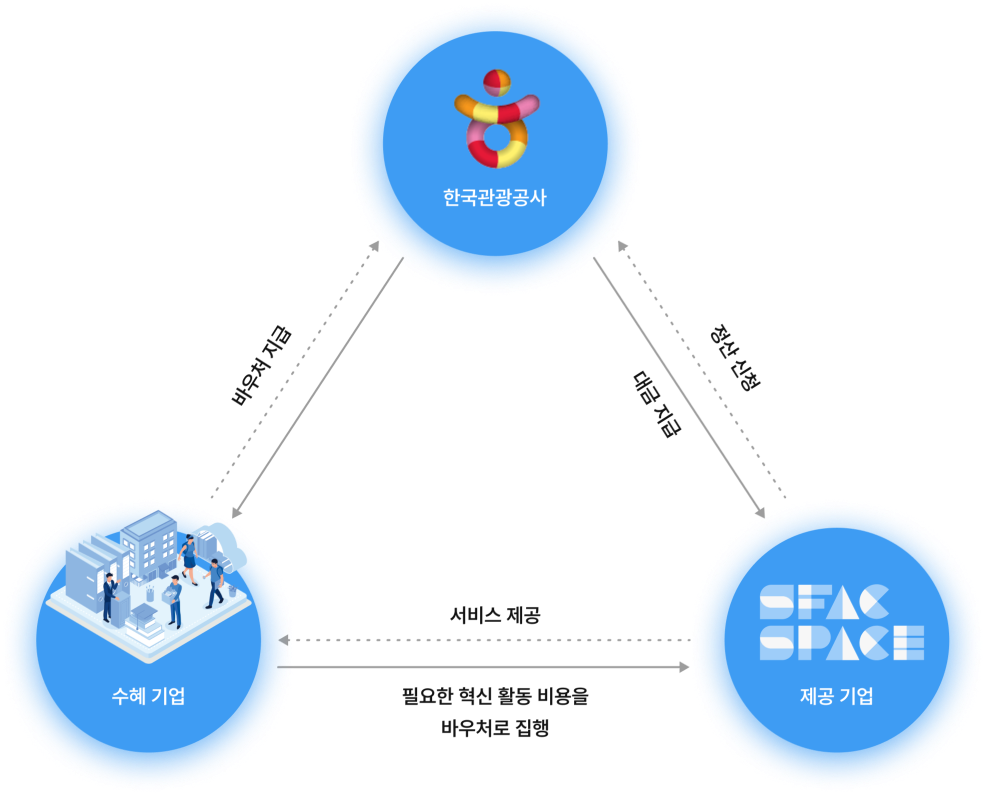 한국관광공사
바우처 지급
정산 신청
대금 지급
서비스 제공
필요한 혁신 활동 비용을
바우처로 집행
수혜 기업
SFAC
SPACE
제공 기업